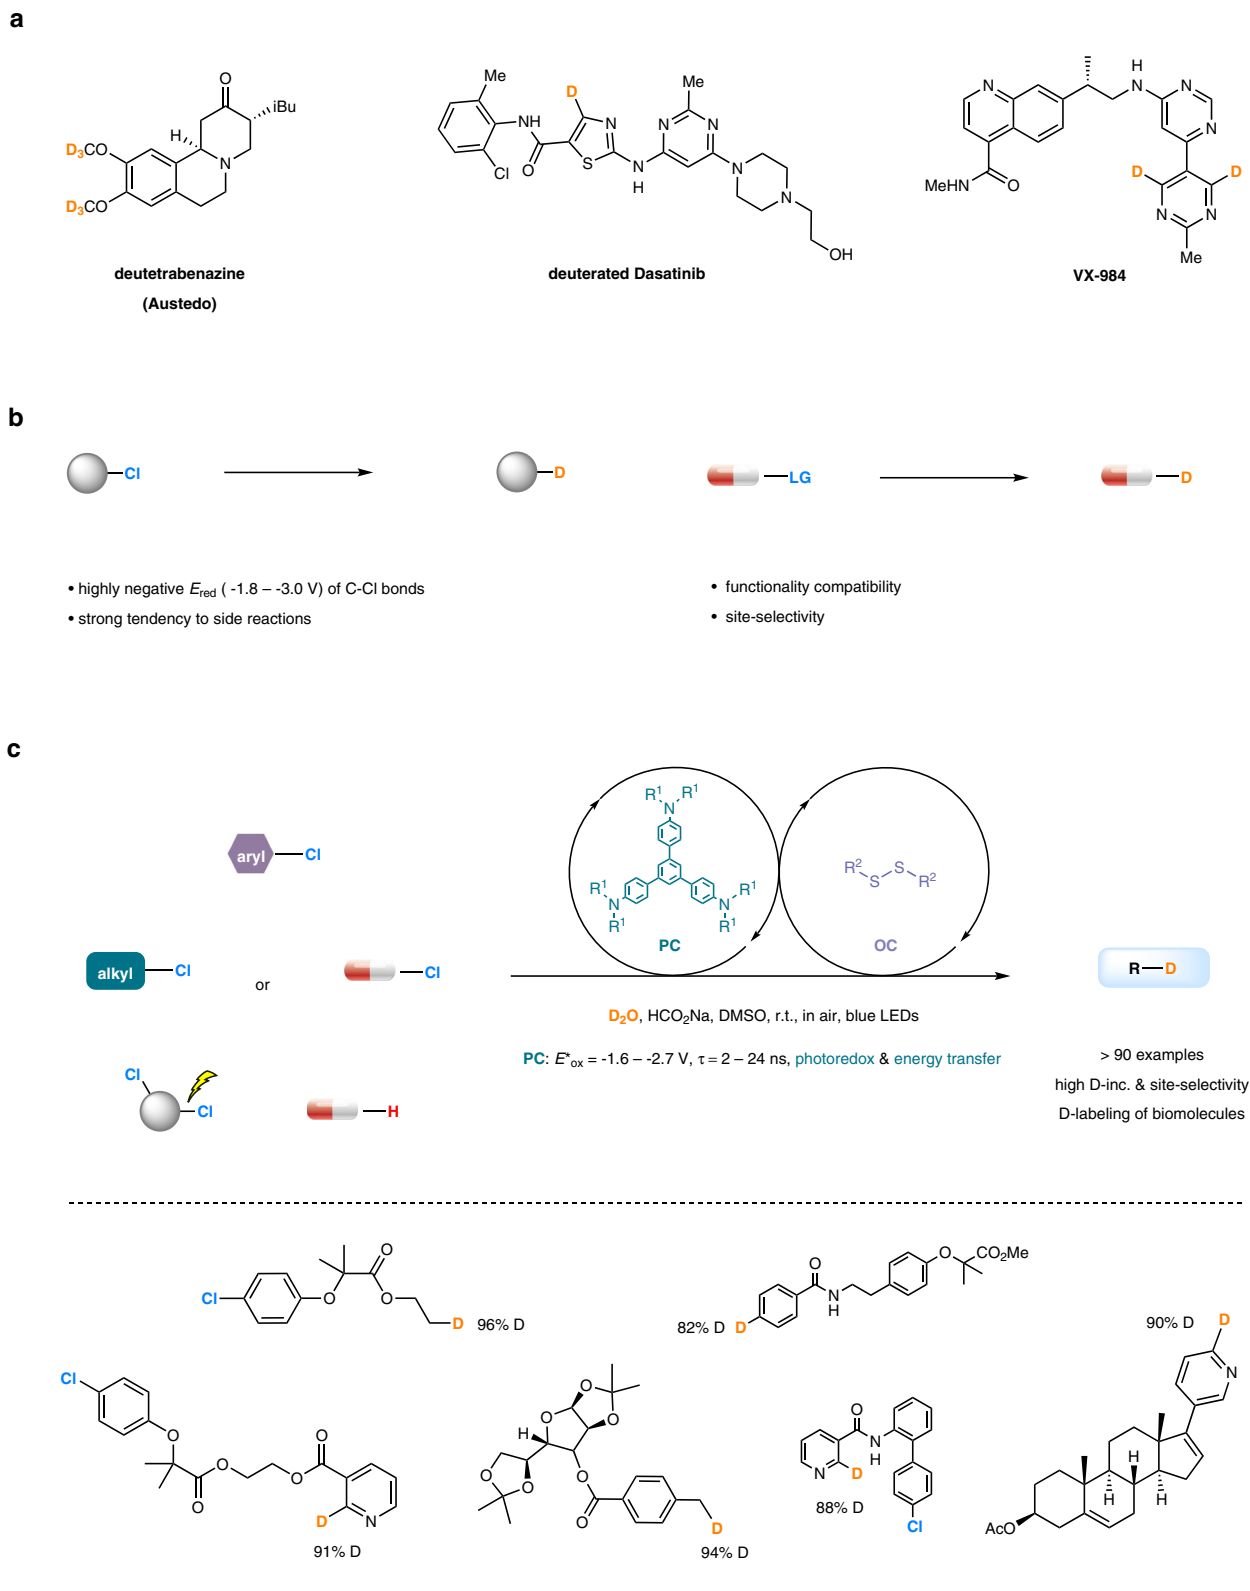 a
O
iBu
H
D3CO
N
D3CO
deutetrabenazine
(Austedo)
Me
D
NH
N
O
S
Cl
N
H
Me
N
N
N
N
OH
deuterated Dasatinib
H
N
N
N
N
D
D
MeHN
O
N
N
Me
VX-984
b
Cl
D
LG
D
• highly negative Ered ( -1.8 – -3.0 V) of C-Cl bonds
• strong tendency to side reactions
• functionality compatibility
• site-selectivity
c
aryl
Cl
alkyl
Cl
or
Cl
Cl
Cl
H
R1
R1
N
R1
N
R1
R1
N
R1
PC
R2
S
S
R2
OC
D2O, HCO2Na, DMSO, r.t., in air, blue LEDs
PC: E*ox = -1.6 – -2.7 V, τ = 2 – 24 ns, photoredox & energy transfer
R
D
> 90 examples
high D-inc. & site-selectivity
D-labeling of biomolecules
Cl
O
O
O
D
96% D
O
N
H
O
CO2Me
82% D
D
90% D
D
N
AcO
H
H
H
Cl
O
O
O
O
O
D
N
91% D
O
O
O
H
O
O
O
O
D
94% D
O
N
H
N
D
88% D
Cl